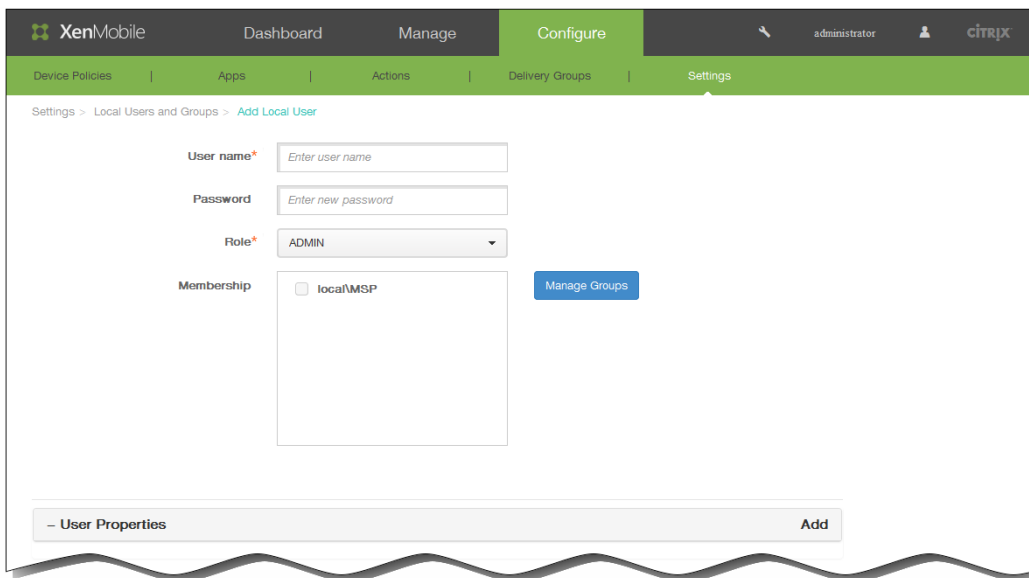 XenMobile Dashboard Manage Configure administrator CİTRIX
Device Policies | Apps | Actions | Delivery Groups | Settings
Settings > Local Users and Groups > Add Local User
User name* Enter user name
Password Enter new password
Role* ADMIN
Membership local\MSP Manage Groups
– User Properties Add